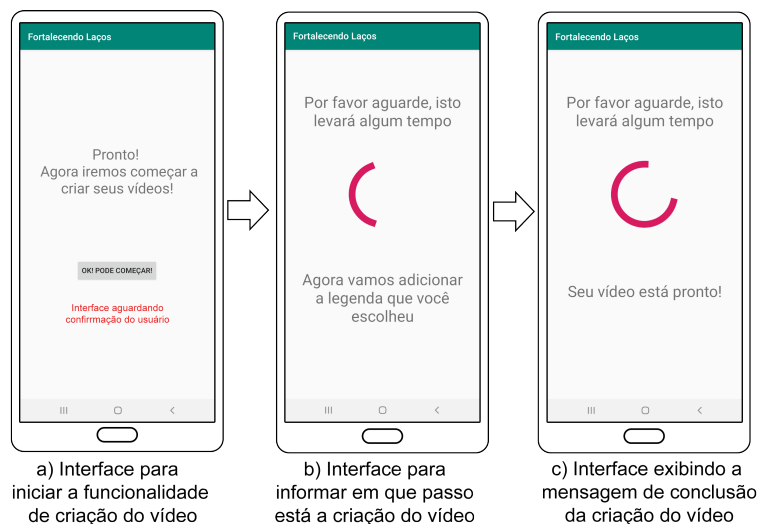 Fortalecendo Laços
Pronto!
Agora iremos começar a
criar seus vídeos!
OK! PODE COMEÇAR!
Interface aguardando
confirrmação do usuário
a) Interface para
iniciar a funcionalidade
de criação do vídeo
Fortalecendo Laços
Por favor aguarde, isto
levará algum tempo
Agora vamos adicionar
a legenda que você
escolheu
b) Interface para
informar em que passo
está a criação do vídeo
Fortalecendo Laços
Por favor aguarde, isto
levará algum tempo
Seu vídeo está pronto!
c) Interface exibindo a
mensagem de conclusão
da criação do vídeo